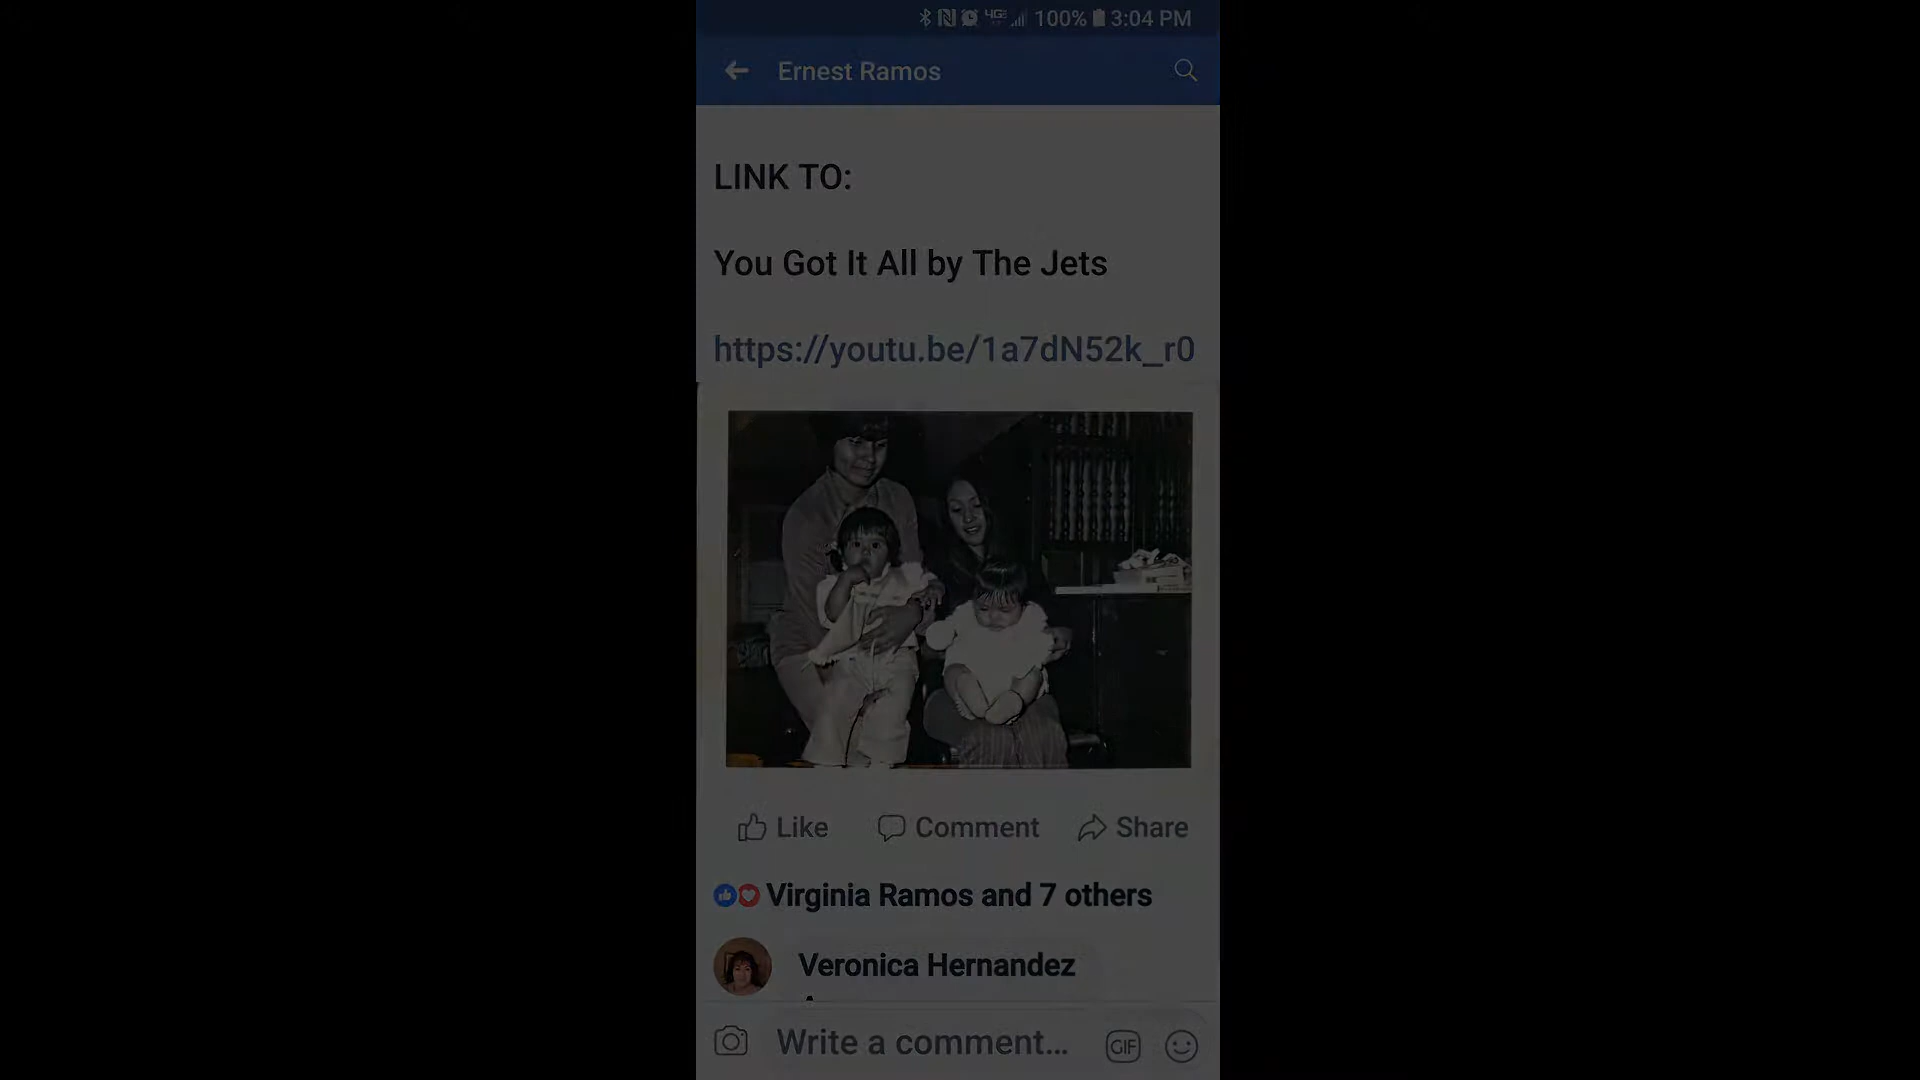 4G 100% 3:04 PM
Ernest Ramos
LINK TO:
You Got It All by The Jets
https://youtu.be/1a7dN52k_r0
Like Comment Share
Virginia Ramos and 7 others
Veronica Hernandez
Write a comment... GIF